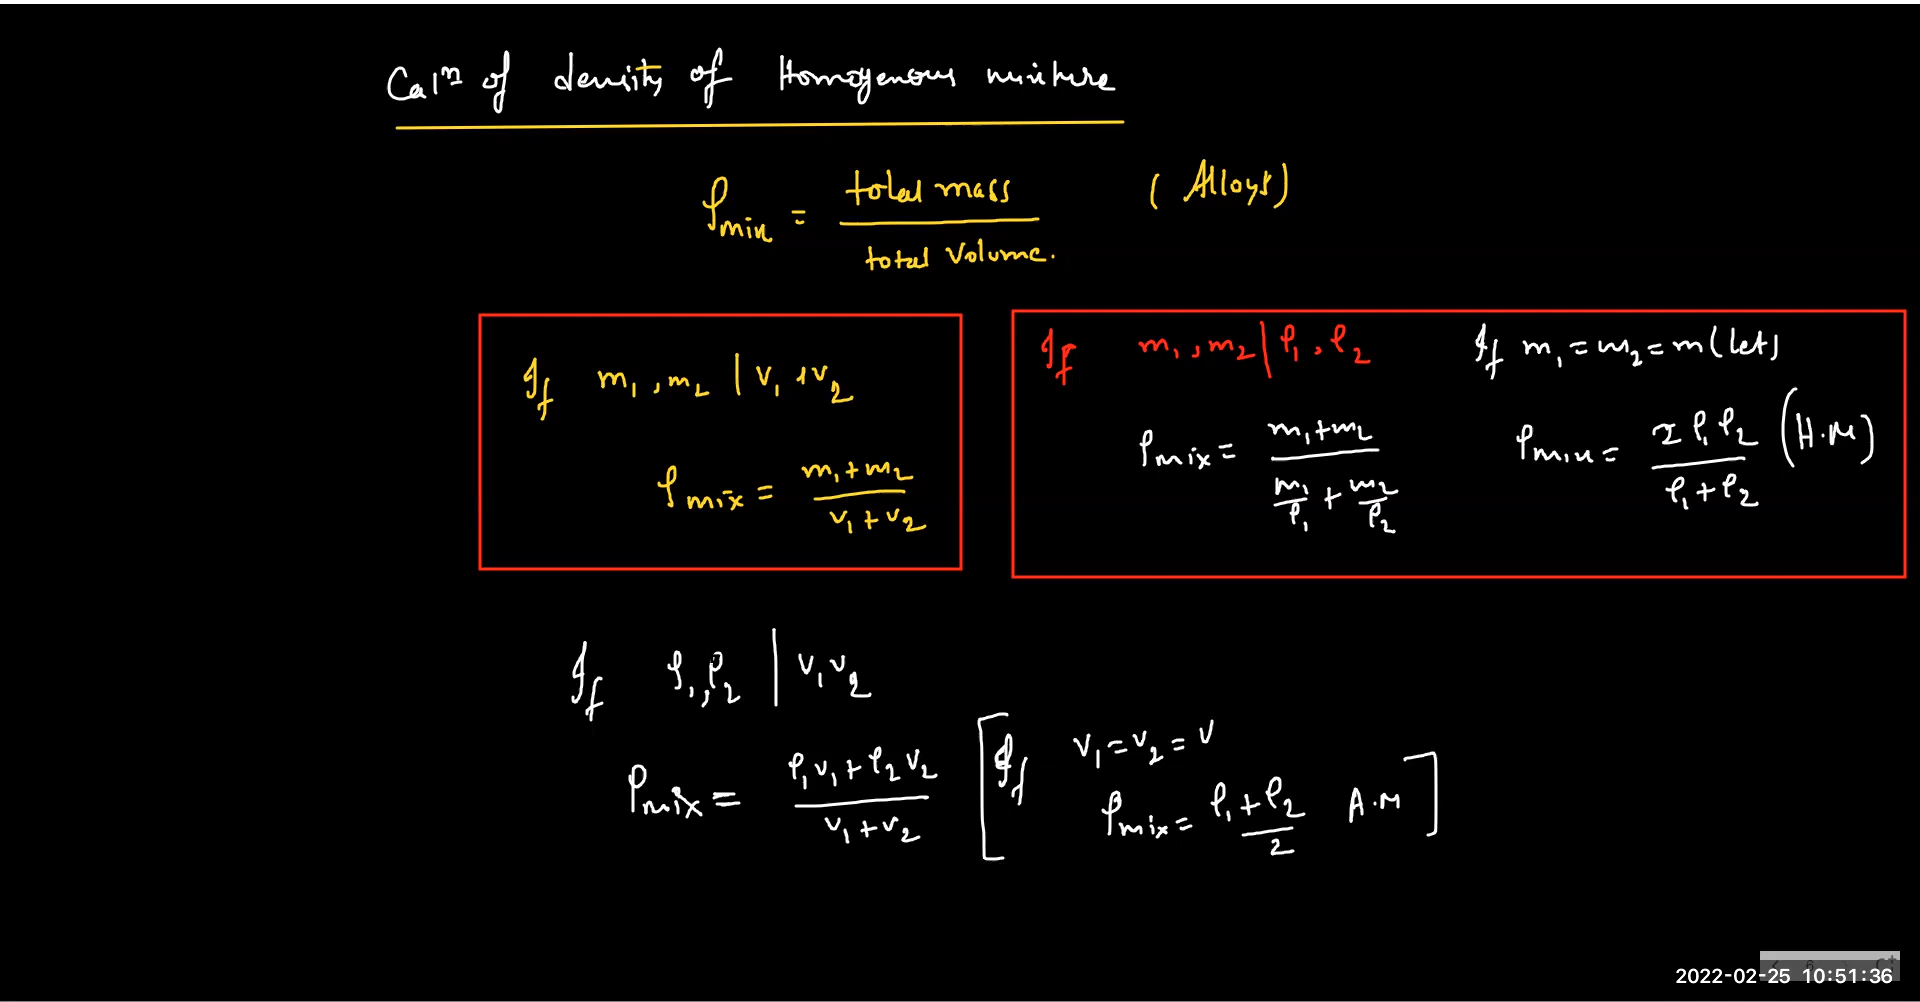 Calⁿ of density of Homogenous mixture
ρmix = total mass / total volume. (Alloys)
If m₁, m₂ | v₁, v₂
ρmix = (m₁+m₂) / (v₁+v₂)
If m₁, m₂ | ρ₁, ρ₂
ρmix = (m₁+m₂) / (m₁/ρ₁ + m₂/ρ₂)
If m₁ = m₂ = m (let)
ρmix = 2ρ₁ρ₂ / (ρ₁+ρ₂) (H.M)
If ρ₁, ρ₂ | v₁ v₂
ρmix = (ρ₁v₁+ρ₂v₂) / (v₁+v₂)
[If v₁ = v₂ = v
ρmix = (ρ₁+ρ₂) / 2 A.M]
2022-02-25 10:51:36